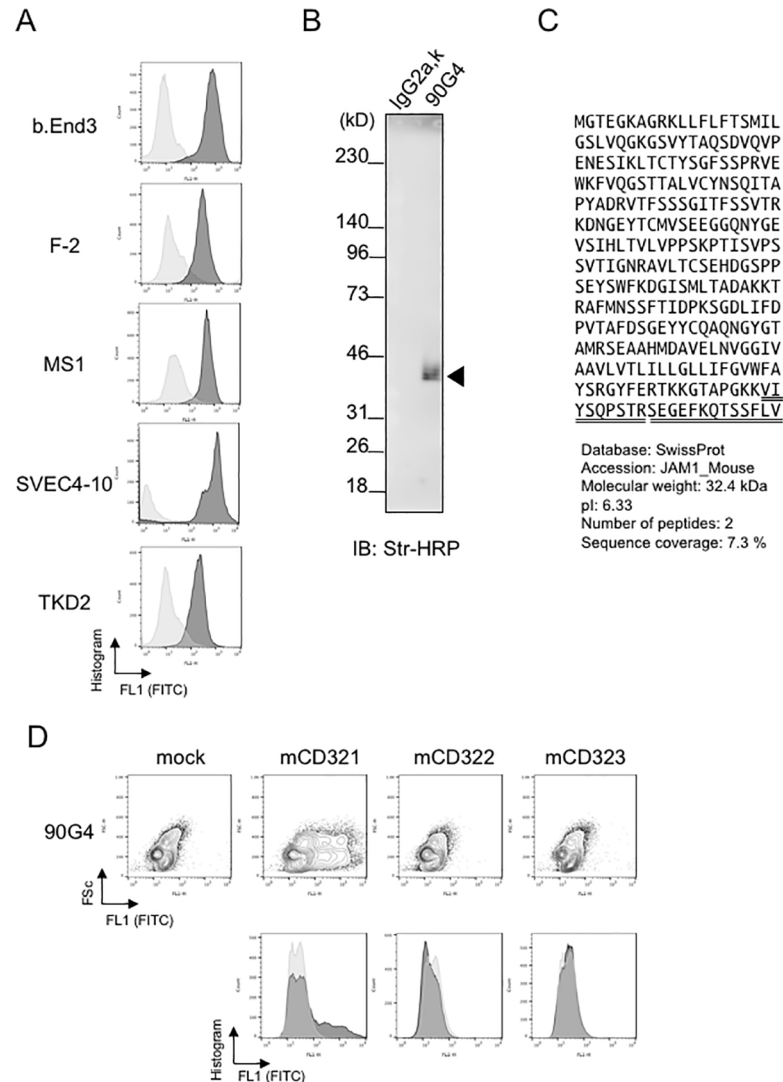 A
B
C
b.End3
F-2
MS1
SVEC4-10
TKD2
Histogram
FL1 (FITC)
IgG2a,k
90G4
(kD)
230
140
96
73
46
31
26
18
IB: Str-HRP
MGTEGKAGRKLLFLFTSMIL
GSLVQGKGSVYTAQSDVQVP
ENESIKLTCTYSGFSSPRVE
WKFVQGSTTALVCYNSQITA
PYADRVTFSSSGITFSSVTR
KDNGEYTCMVSEEGGQNYGE
VSIHLTVLVPPSKPTISVPS
SVTIGNRAVLTCSEHDGSPP
SEYSWFKDGISMLTADAKKT
RAFMNSSFTIDPKSGDLIFD
PVTAFDSGEYYCQAQNGYGT
AMRSEAAHMDAVELNVGGIV
AAVLVTLILLGLLIFGVWFA
YSRGYFERTKKGTAPGKKVI
YSQPSTRSEGEFKQTSSFLV
Database: SwissProt
Accession: JAM1_Mouse
Molecular weight: 32.4 kDa
pI: 6.33
Number of peptides: 2
Sequence coverage: 7.3 %
D
mock
mCD321
mCD322
mCD323
90G4
FSc
FL1 (FITC)
Histogram
FL1 (FITC)